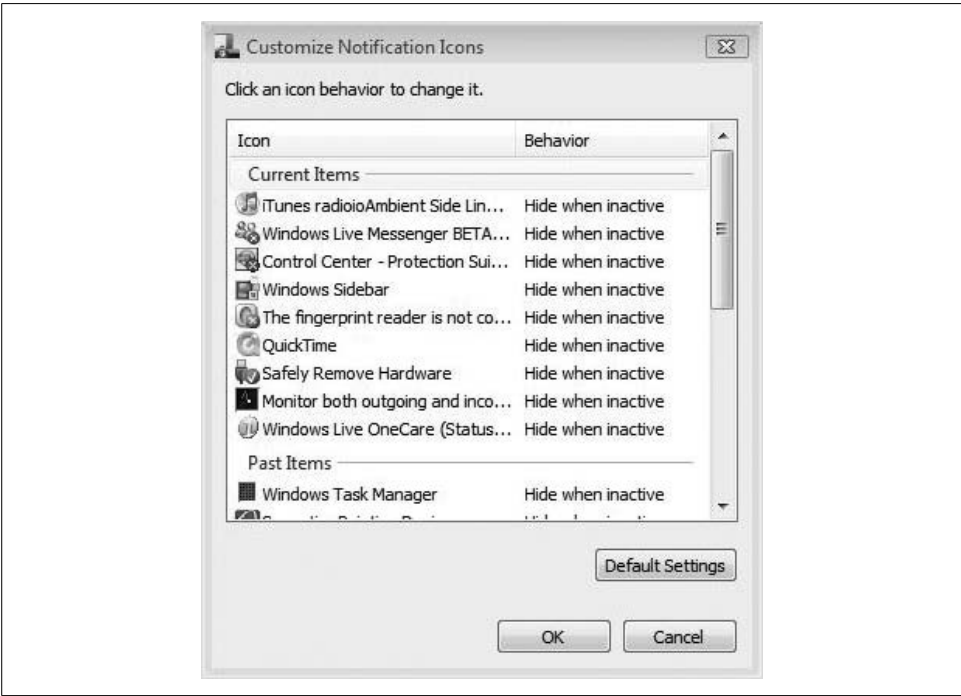 Customize Notification Icons
Click an icon behavior to change it.
Icon Behavior
Current Items
iTunes radioioAmbient Side Lin... Hide when inactive
Windows Live Messenger BETA... Hide when inactive
Control Center - Protection Sui... Hide when inactive
Windows Sidebar Hide when inactive
The fingerprint reader is not co... Hide when inactive
QuickTime Hide when inactive
Safely Remove Hardware Hide when inactive
Monitor both outgoing and inco... Hide when inactive
Windows Live OneCare (Status... Hide when inactive
Past Items
Windows Task Manager Hide when inactive
Default Settings
OK Cancel